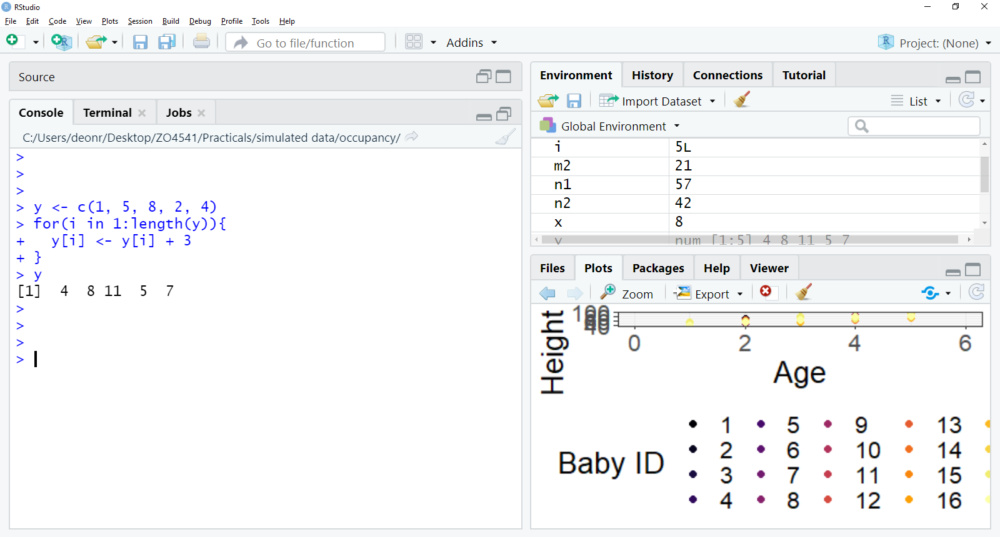 RStudio
File Edit Code View Plots Session Build Debug Profile Tools Help
Go to file/function Addins Project: (None)
Source
Console Terminal Jobs
C:/Users/deonr/Desktop/ZO4541/Practicals/simulated data/occupancy/
>
>
>
> y <- c(1, 5, 8, 2, 4)
> for(i in 1:length(y)){
+   y[i] <- y[i] + 3
+ }
> y
[1]  4  8 11  5  7
>
>
>
>
Environment History Connections Tutorial
Import Dataset List
Global Environment
i 5L
m2 21
n1 57
n2 42
x 8
y num [1:5] 4 8 11 5 7
Files Plots Packages Help Viewer
Zoom Export
Height
100
40
0 2 4 6
Age
Baby ID
1 5 9 13
2 6 10 14
3 7 11 15
4 8 12 16